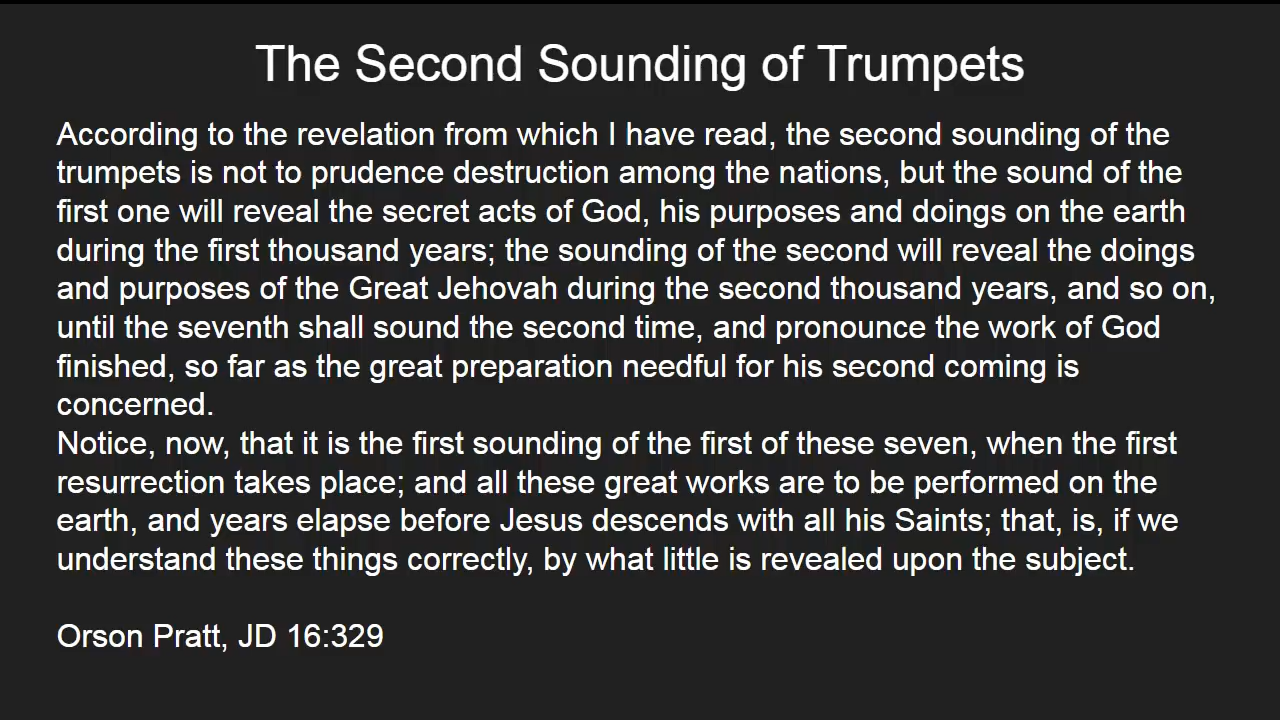 The Second Sounding of Trumpets
According to the revelation from which I have read, the second sounding of the
trumpets is not to prudence destruction among the nations, but the sound of the
first one will reveal the secret acts of God, his purposes and doings on the earth
during the first thousand years; the sounding of the second will reveal the doings
and purposes of the Great Jehovah during the second thousand years, and so on,
until the seventh shall sound the second time, and pronounce the work of God
finished, so far as the great preparation needful for his second coming is
concerned.
Notice, now, that it is the first sounding of the first of these seven, when the first
resurrection takes place; and all these great works are to be performed on the
earth, and years elapse before Jesus descends with all his Saints; that, is, if we
understand these things correctly, by what little is revealed upon the subject.
Orson Pratt, JD 16:329